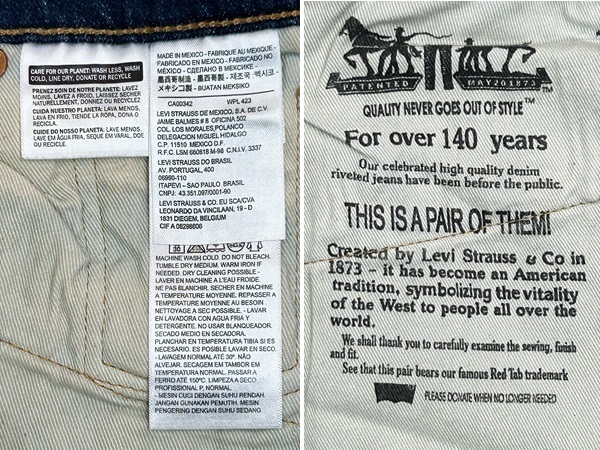 CARE FOR OUR PLANET: WASH LESS, WASH
COLD, LINE DRY, DONATE OR RECYCLE
PRENEZ SOIN DE NOTRE PLANETE: LAVEZ
MOINS, LAVEZ A FROID, LAISSEZ SECHER
NATURELLEMENT. DONNEZ OU RECYCLEZ
CUIDA NUESTRO PLANETA: LAVA MENOS,
LAVA EN FRIO, TIENDE LA ROPA, DONA O
RECICLA.
CUIDE DO NOSSO PLANETA: LAVE MENOS,
LAVE EM ÁGUA FRIA, SEQUE EM VARAL, DOE
OU RECICLE.
MADE IN MEXICO - FABRIQUE AU MEXIQUE -
FABRICADO EN MEXICO - FABRICADO NO
MÉXICO - СДЕЛАНО В МЕКСИКЕ -
墨西哥製造 - 墨西哥制 - 제조국 멕시코 -
メキシコ製 - BUATAN MEKSIKO
CA00342 WPL 423
LEVI STRAUSS DE MEXICO, S.A. DE C.V.
JAIME BALMES # 8 OFICINA 502
COL. LOS MORALES, POLANCO
DELEGACION MIGUEL HIDALGO
C.P. 11510 MEXICO D.F.
R.F.C. LSM 680818 M-98 C.N.I.V. 3337
LEVI STRAUSS DO BRASIL
AV. PORTUGAL, 400
06990-110
ITAPEVI - SAO PAULO BRASIL
CNPJ: 43.351.097/0001-90
LEVI STRAUSS & CO. EU SCA/CVA
LEONARDO DA VINCILAAN, 19 - D
1831 DIEGEM, BELGIUM
CIF A 08298606
MACHINE WASH COLD. DO NOT BLEACH.
TUMBLE DRY MEDIUM. WARM IRON IF
NEEDED. DRY CLEANING POSSIBLE -
LAVER EN MACHINE A L'EAU FROIDE.
NE PAS BLANCHIR. SECHER EN MACHINE
A TEMPERATURE MOYENNE. REPASSER A
TEMPERATURE MOYENNE AU BESOIN
NETTOYAGE A SEC POSSIBLE. - LAVAR
EN LAVADORA CON AGUA FRIA Y
DETERGENTE. NO USAR BLANQUEADOR.
SECADO MEDIO EN SECADORA.
PLANCHAR EN TEMPERATURA TIBIA SI ES
NECESARIO. ES POSIBLE LAVAR EN SECO.
- LAVAGEM NORMAL ATÉ 30°. NÃO
ALVEJAR. SECAGEM EM TAMBOR EM
TEMPERATURA NORMAL. PASSAR A
FERRO ATÉ 150°C. LIMPEZA A SECO
PROFISSIONAL P, NORMAL.
- MESIN CUCI DENGAN SUHU RENDAH.
JANGAN GUNAKAN PEMUTIH. MESIN
PENGERING DENGAN SUHU SEDANG
PATENTED MAY 20 1873 TM
QUALITY NEVER GOES OUT OF STYLE TM
For over 140 years
Our celebrated high quality denim
riveted jeans have been before the public.
THIS IS A PAIR OF THEM!
Created by Levi Strauss & Co in
1873 - it has become an American
tradition, symbolizing the vitality
of the West to people all over the
world.
We shall thank you to carefully examine the sewing, finish
and fit.
See that this pair bears our famous Red Tab trademark
PLEASE DONATE WHEN NO LONGER NEEDED